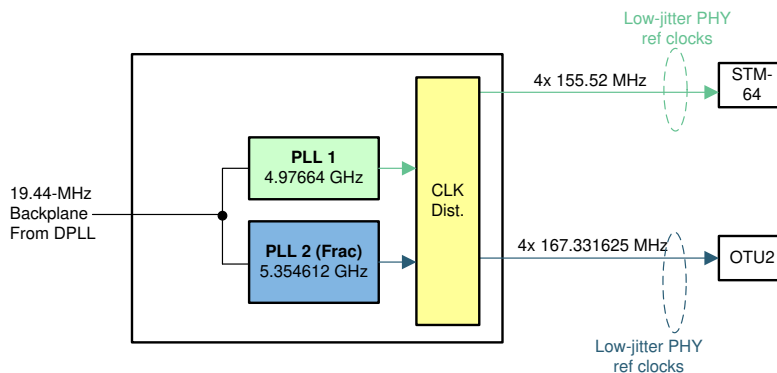 Low-jitter PHY
ref clocks
STM-
64
4x 155.52 MHz
PLL 1
4.97664 GHz
CLK
Dist.
19.44-MHz
Backplane
From DPLL
PLL 2 (Frac)
5.354612 GHz
4x 167.331625 MHz
OTU2
Low-jitter PHY
ref clocks